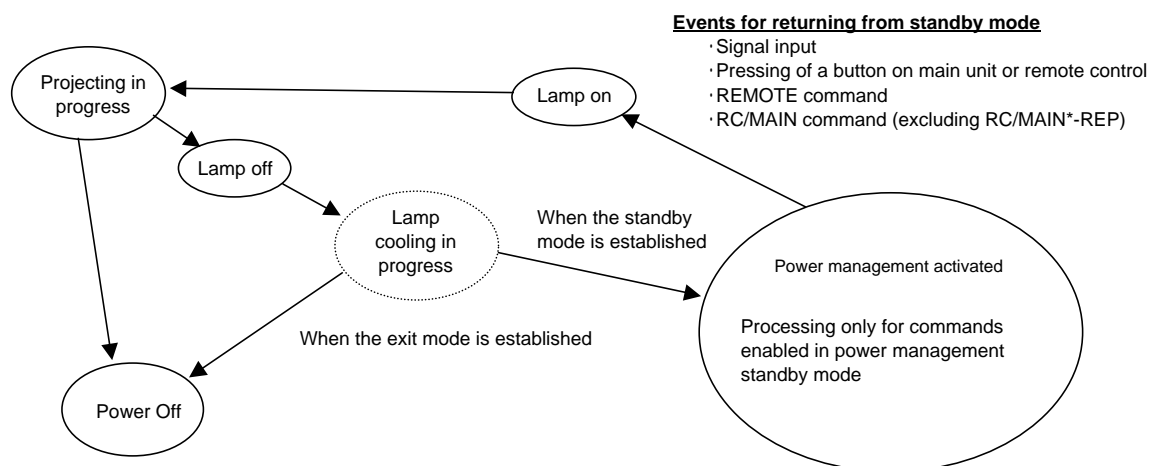 Events for returning from standby mode
·Signal input
·Pressing of a button on main unit or remote control
·REMOTE command
·RC/MAIN command (excluding RC/MAIN*-REP)
Projecting in
progress
Lamp on
Lamp off
Lamp
cooling in
progress
When the standby
mode is established
Power management activated
Processing only for commands
enabled in power management
standby mode
When the exit mode is established
Power Off